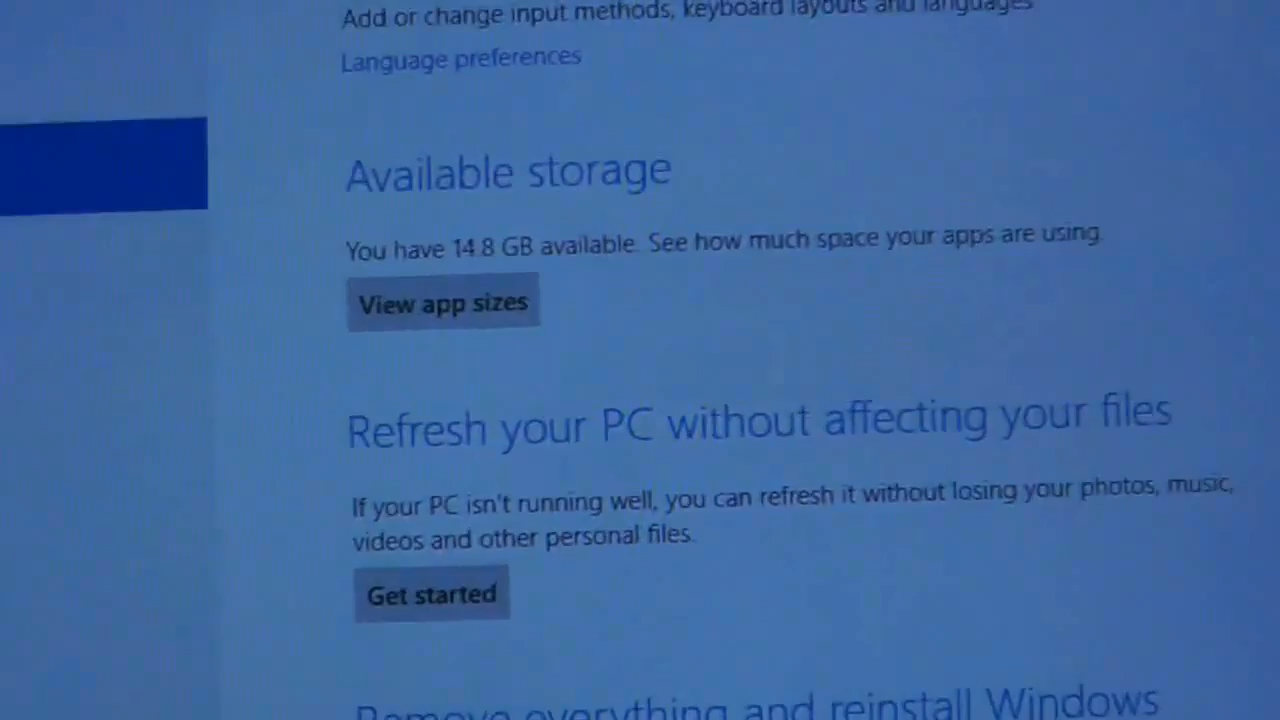 Add or change input methods, keyboard layouts and languages
Language preferences
Available storage
You have 14.8 GB available. See how much space your apps are using.
View app sizes
Refresh your PC without affecting your files
If your PC isn't running well, you can refresh it without losing your photos, music,
videos and other personal files.
Get started
Remove everything and reinstall Windows